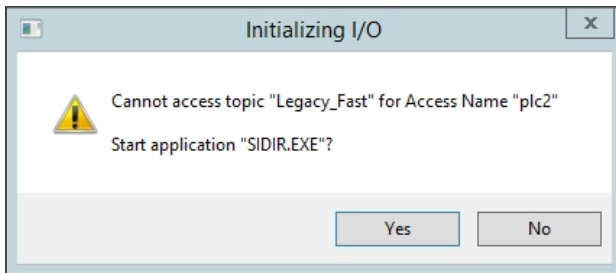 Initializing I/O
x
Cannot access topic "Legacy_Fast" for Access Name "plc2"
Start application "SIDIR.EXE"?
Yes No